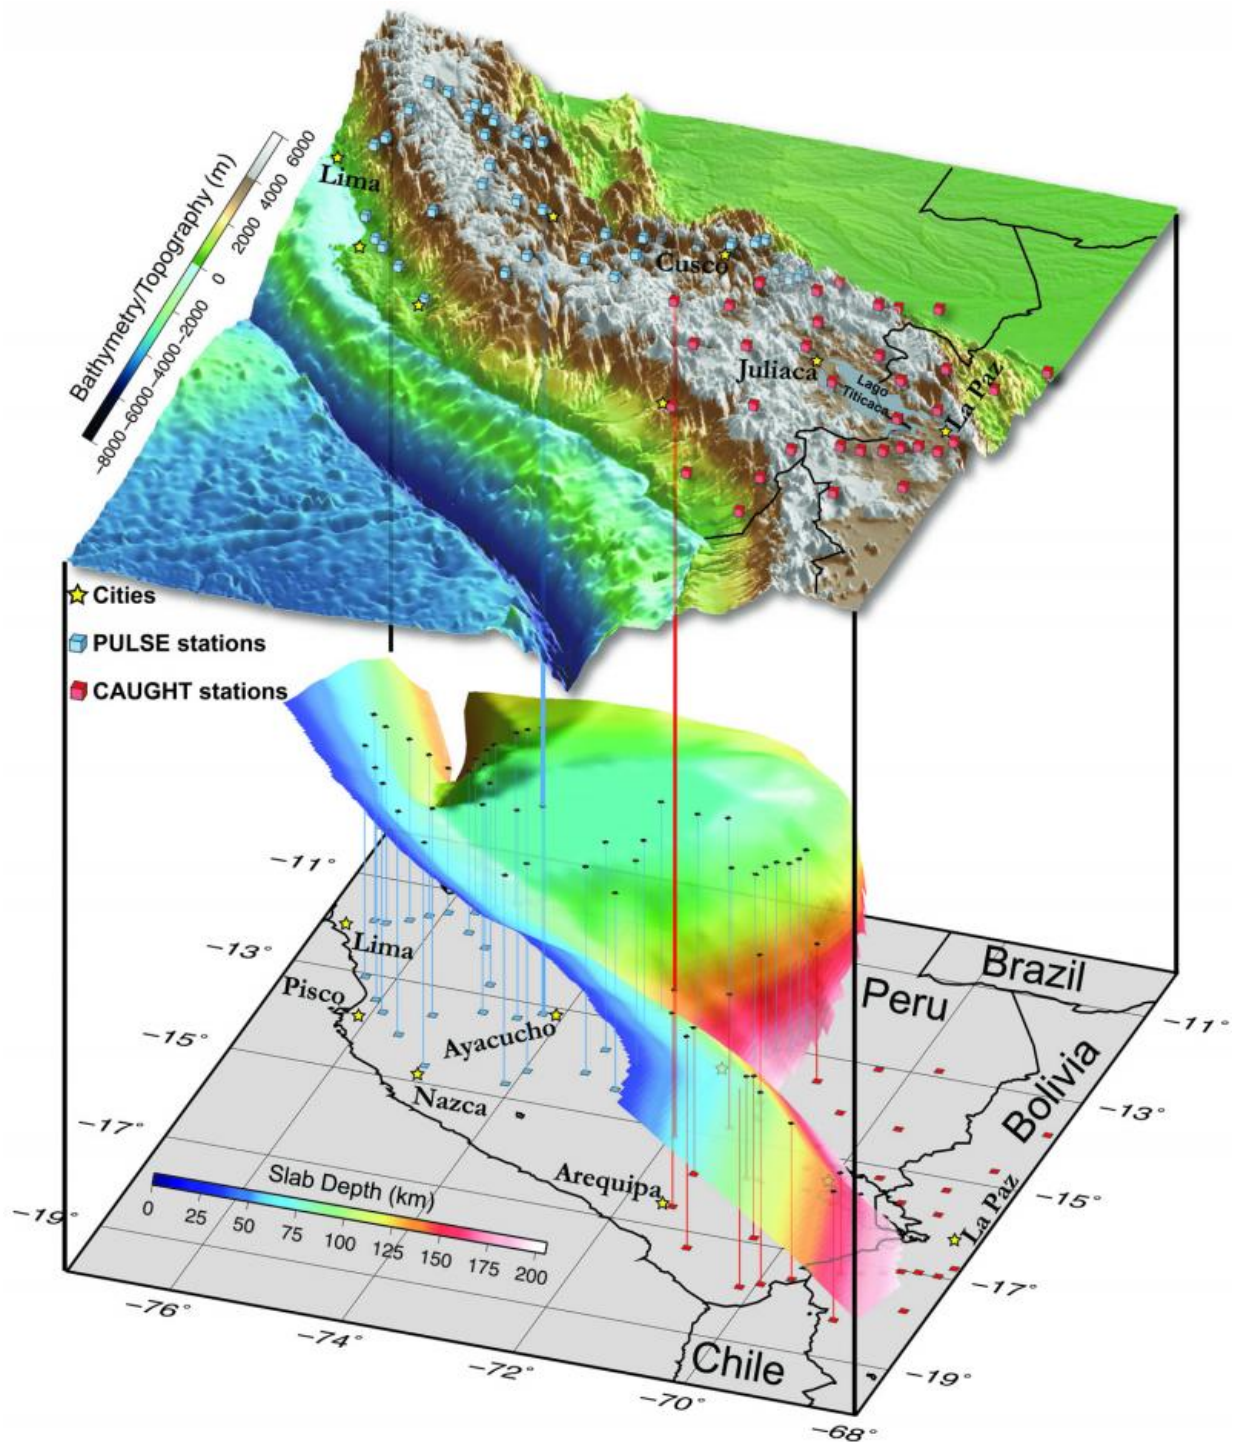 Bathymetry/Topography (m)
6000
4000
2000
0
−2000
−4000
−6000
−8000
Lima
Cusco
Juliaca
Lago
Titicaca
La Paz
Cities
PULSE stations
CAUGHT stations
−11°
−13°
−15°
−17°
−19°
Lima
Pisco
Ayacucho
Nazca
Arequipa
Peru
Brazil
Bolivia
La Paz
Chile
Slab Depth (km)
0 25 50 75 100 125 150 175 200
−76°
−74°
−72°
−70°
−68°
−11°
−13°
−15°
−17°
−19°